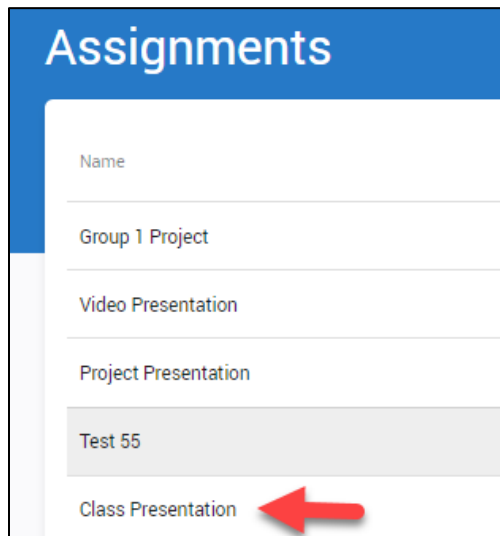 Assignments
Name
Group 1 Project
Video Presentation
Project Presentation
Test 55
Class Presentation